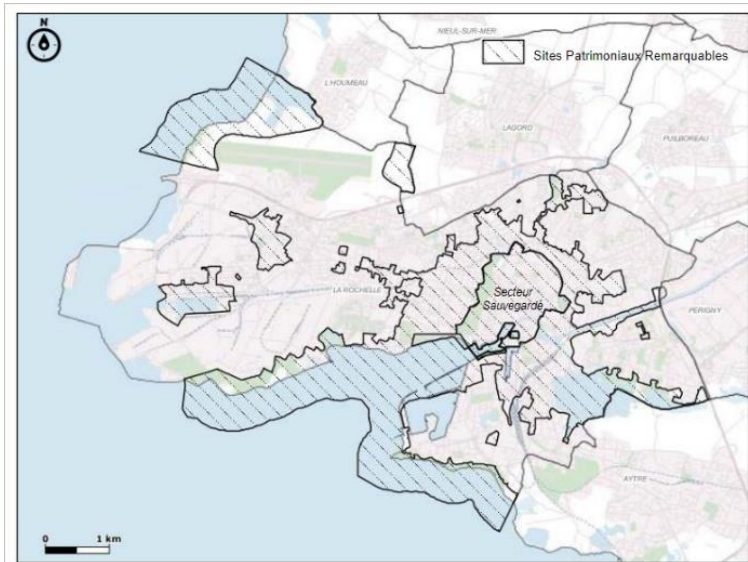 N
NIEUL-SUR-MER
Sites Patrimoniaux Remarquables
L'HOUMEAU
LAGORD
PUILBOREAU
LA ROCHELLE
Secteur
Sauvegardé
PERIGNY
AYTRE
0 1 km